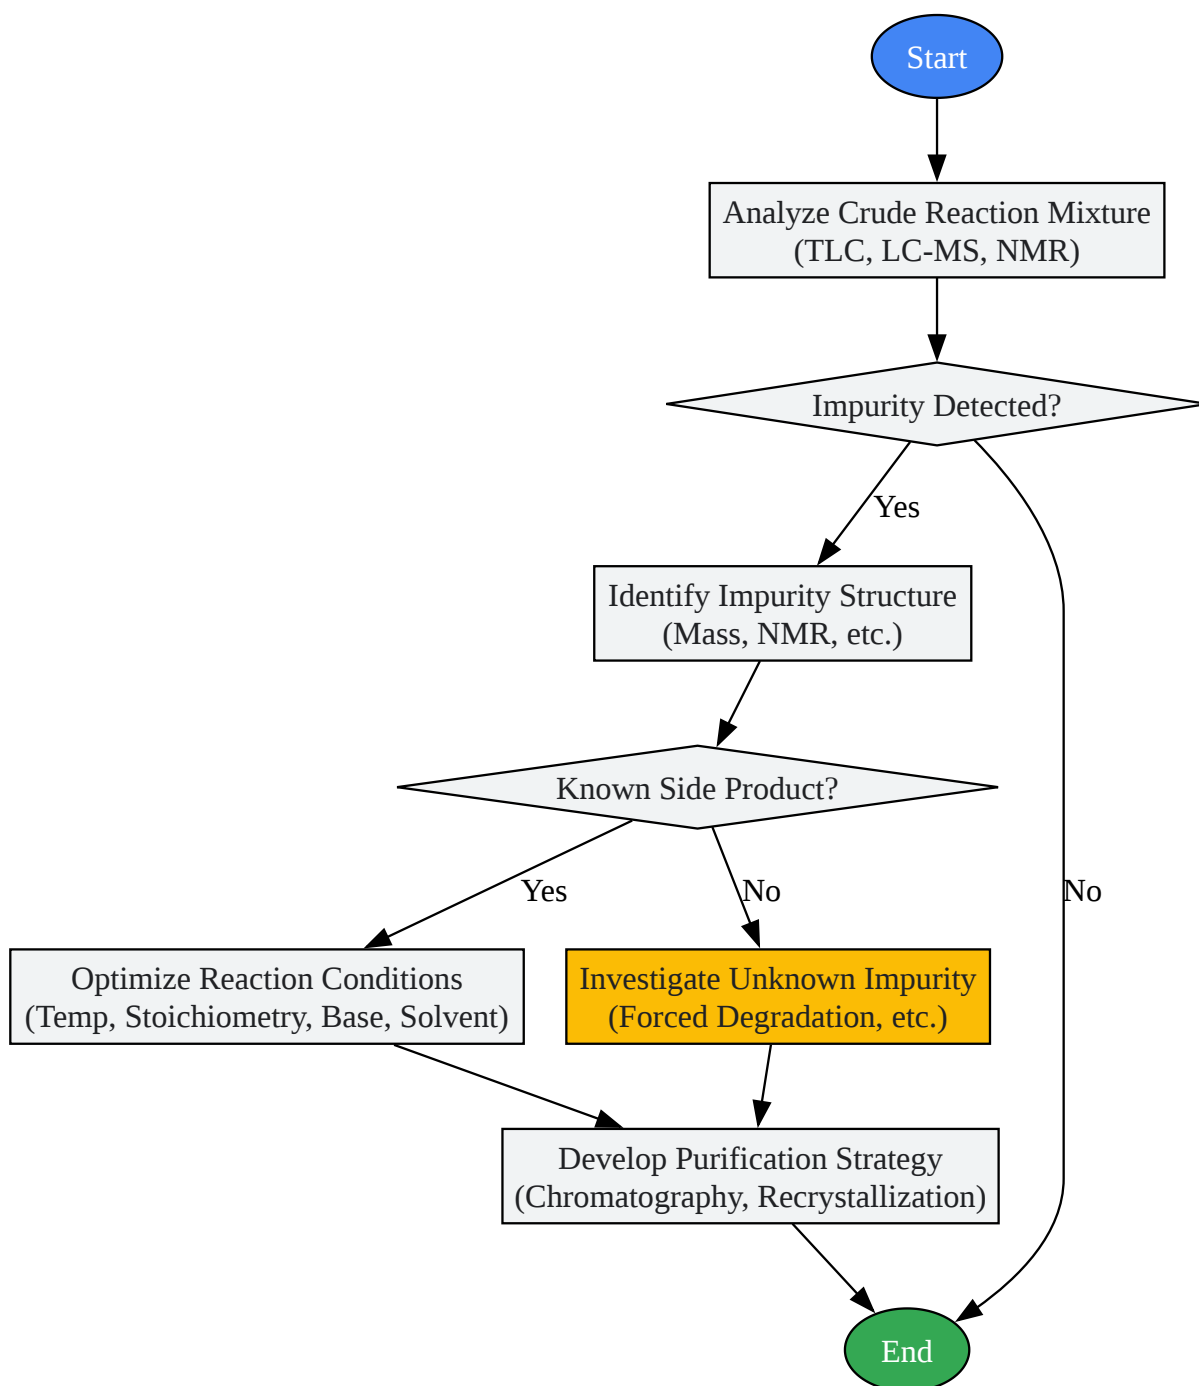 Start
Analyze Crude Reaction Mixture
(TLC, LC-MS, NMR)
Impurity Detected?
Yes
Identify Impurity Structure
(Mass, NMR, etc.)
Known Side Product?
Yes
No
No
Optimize Reaction Conditions
(Temp, Stoichiometry, Base, Solvent)
Investigate Unknown Impurity
(Forced Degradation, etc.)
Develop Purification Strategy
(Chromatography, Recrystallization)
End